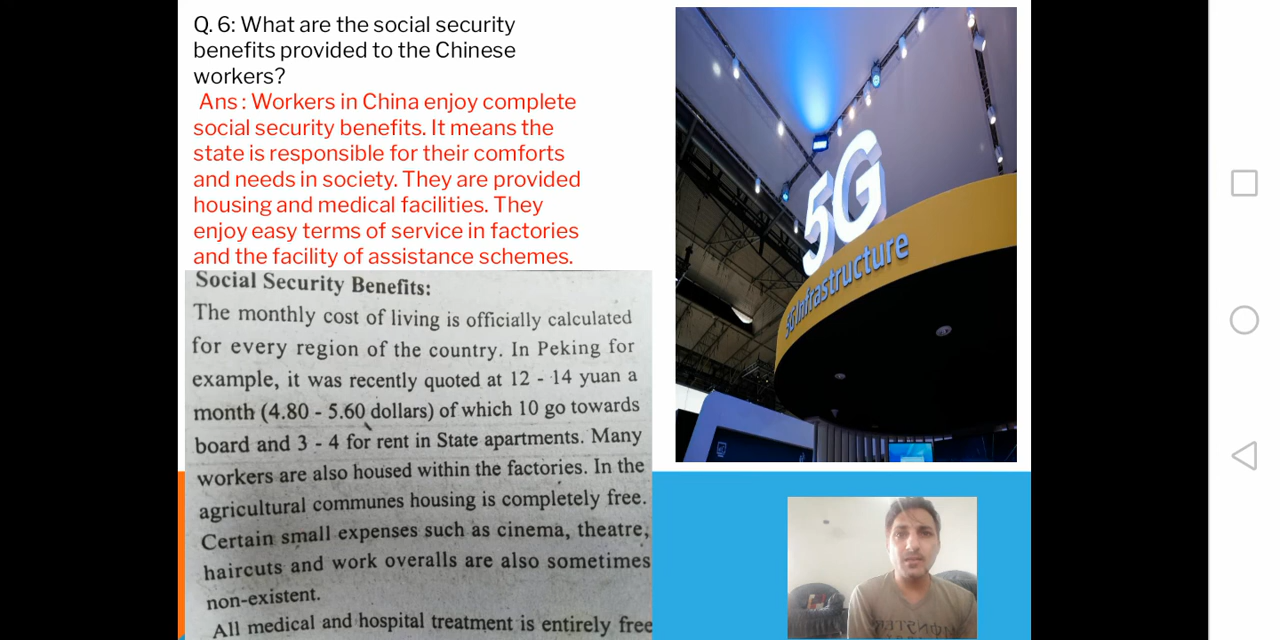 Q. 6: What are the social security
benefits provided to the Chinese
workers?
Ans : Workers in China enjoy complete
social security benefits. It means the
state is responsible for their comforts
and needs in society. They are provided
housing and medical facilities. They
enjoy easy terms of service in factories
and the facility of assistance schemes.
Social Security Benefits:
The monthly cost of living is officially calculated
for every region of the country. In Peking for
example, it was recently quoted at 12 - 14 yuan a
month (4.80 - 5.60 dollars) of which 10 go towards
board and 3 - 4 for rent in State apartments. Many
workers are also housed within the factories. In the
agricultural communes housing is completely free.
Certain small expenses such as cinema, theatre,
haircuts and work overalls are also sometimes
non-existent.
All medical and hospital treatment is entirely free
5G
5G Infrastructure